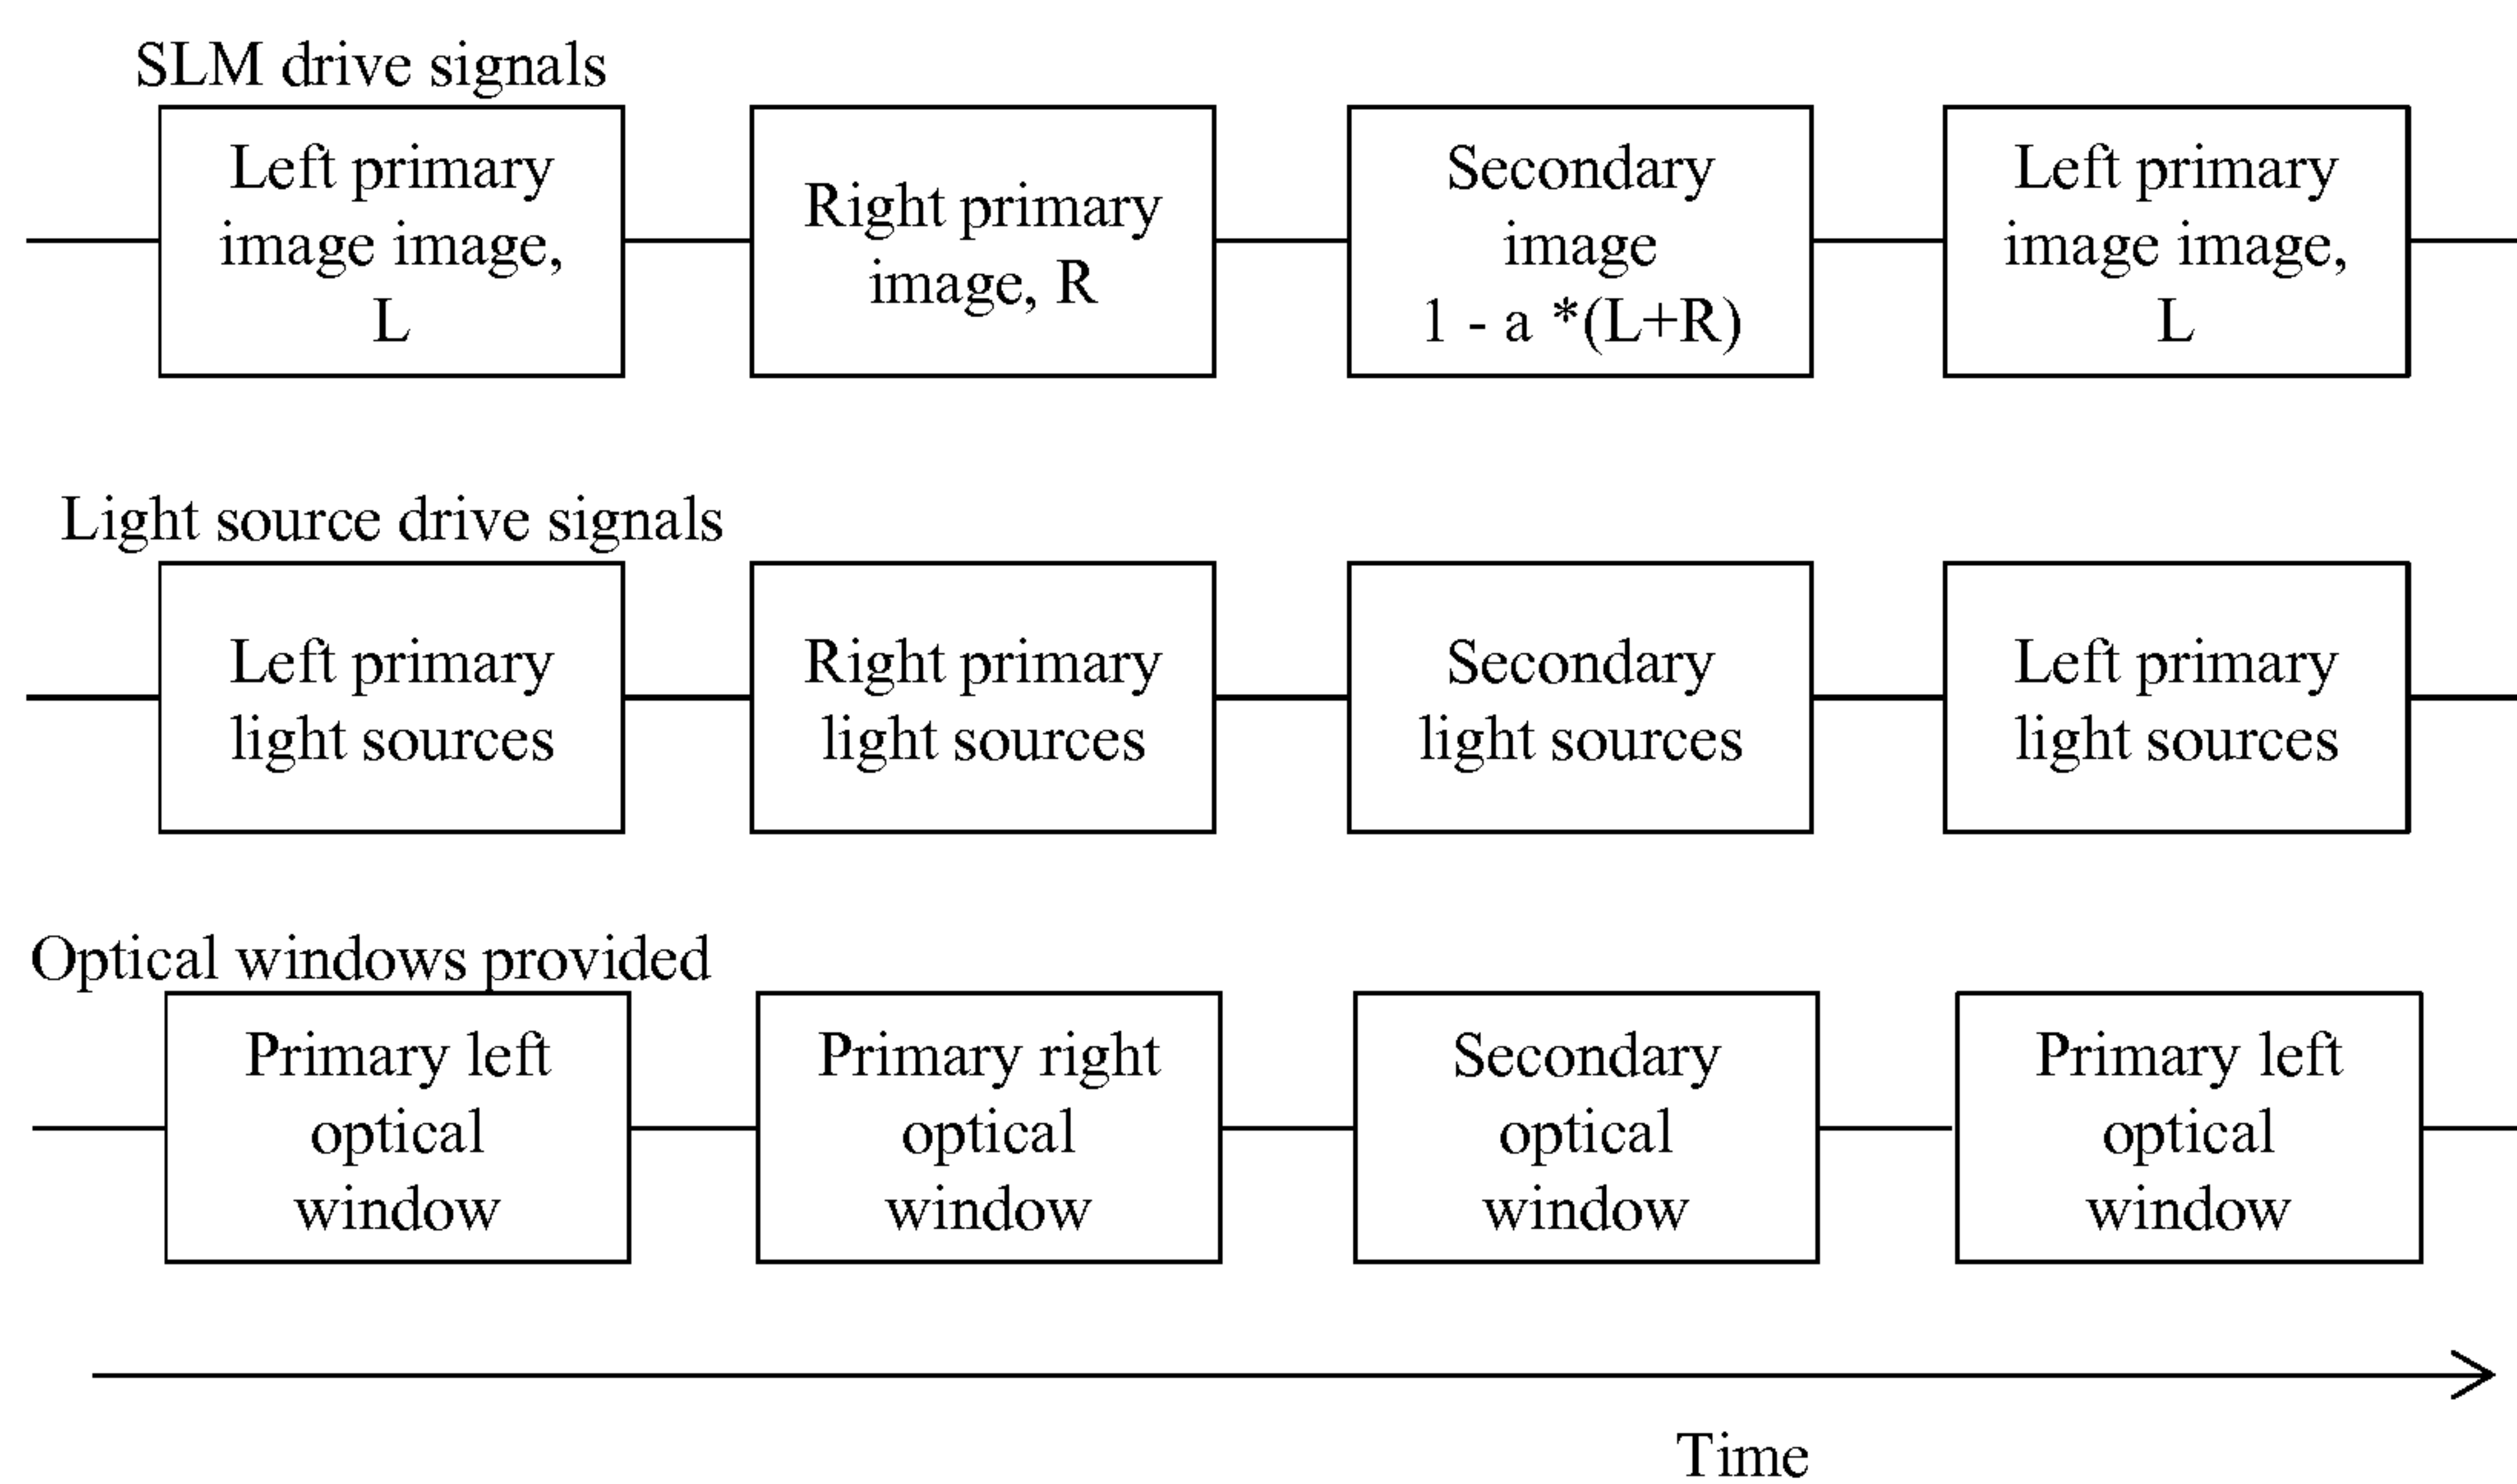 SLM drive signals
Left primary
image image,
L
Right primary
image, R
Secondary
image
1 - a *(L+R)
Left primary
image image,
L
Light source drive signals
Left primary
light sources
Right primary
light sources
Secondary
light sources
Left primary
light sources
Optical windows provided
Primary left
optical
window
Primary right
optical
window
Secondary
optical
window
Primary left
optical
window
Time